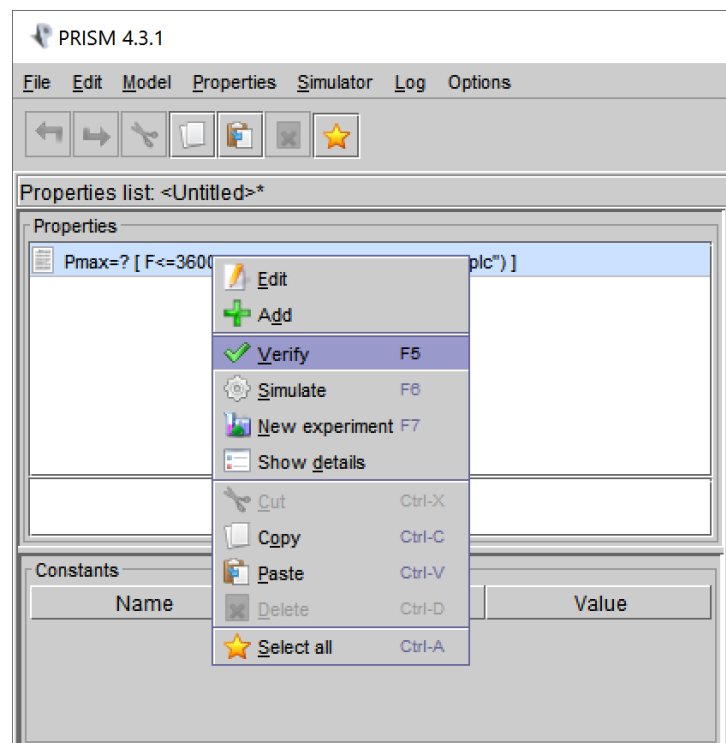 PRISM 4.3.1
File Edit Model Properties Simulator Log Options
Properties list: <Untitled>*
Properties
Pmax=? [ F<=3600 plc") ]
Edit
Add
Verify F5
Simulate F6
New experiment F7
Show details
Cut Ctrl-X
Copy Ctrl-C
Paste Ctrl-V
Delete Ctrl-D
Select all Ctrl-A
Constants
Name Value